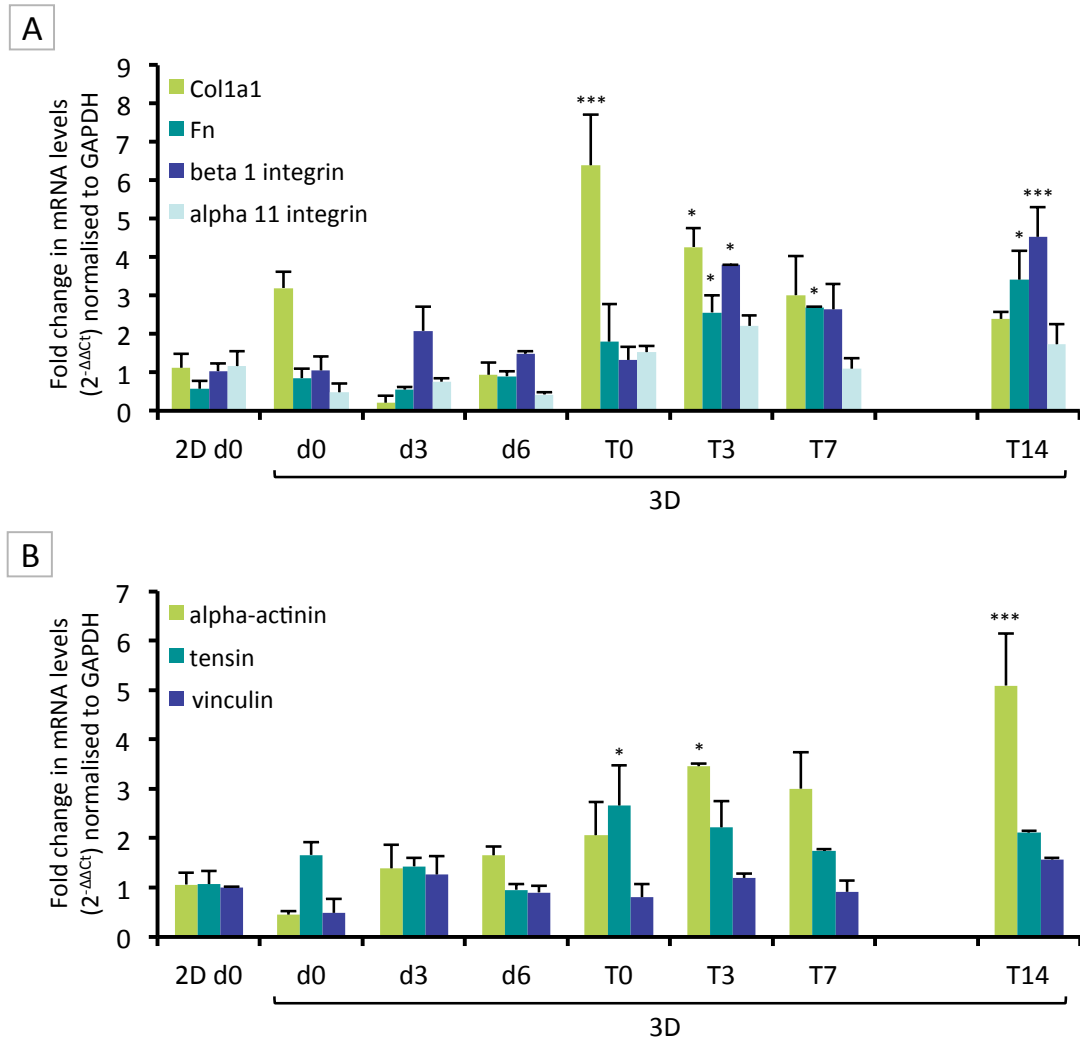 A
Fold change in mRNA levels
(2-ΔΔCt) normalised to GAPDH
9
8
7
6
5
4
3
2
1
0
Col1a1
Fn
beta 1 integrin
alpha 11 integrin
***
*
*
*
*
*
***
2D d0 d0 d3 d6 T0 T3 T7 T14
3D
B
Fold change in mRNA levels
(2-ΔΔCt) normalised to GAPDH
7
6
5
4
3
2
1
0
alpha-actinin
tensin
vinculin
*
*
***
2D d0 d0 d3 d6 T0 T3 T7 T14
3D